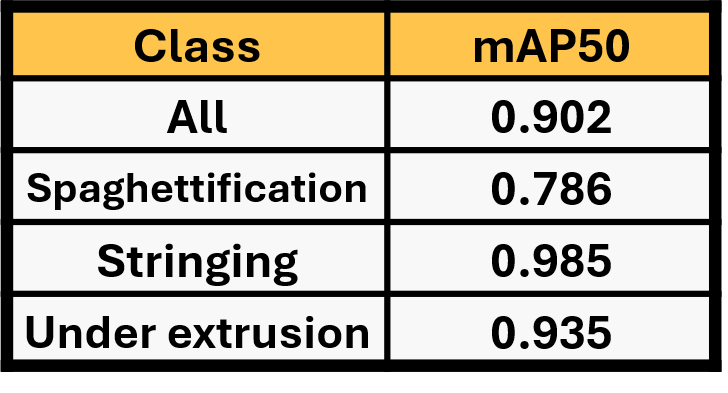 Class mAP50
All 0.902
Spaghettification 0.786
Stringing 0.985
Under extrusion 0.935